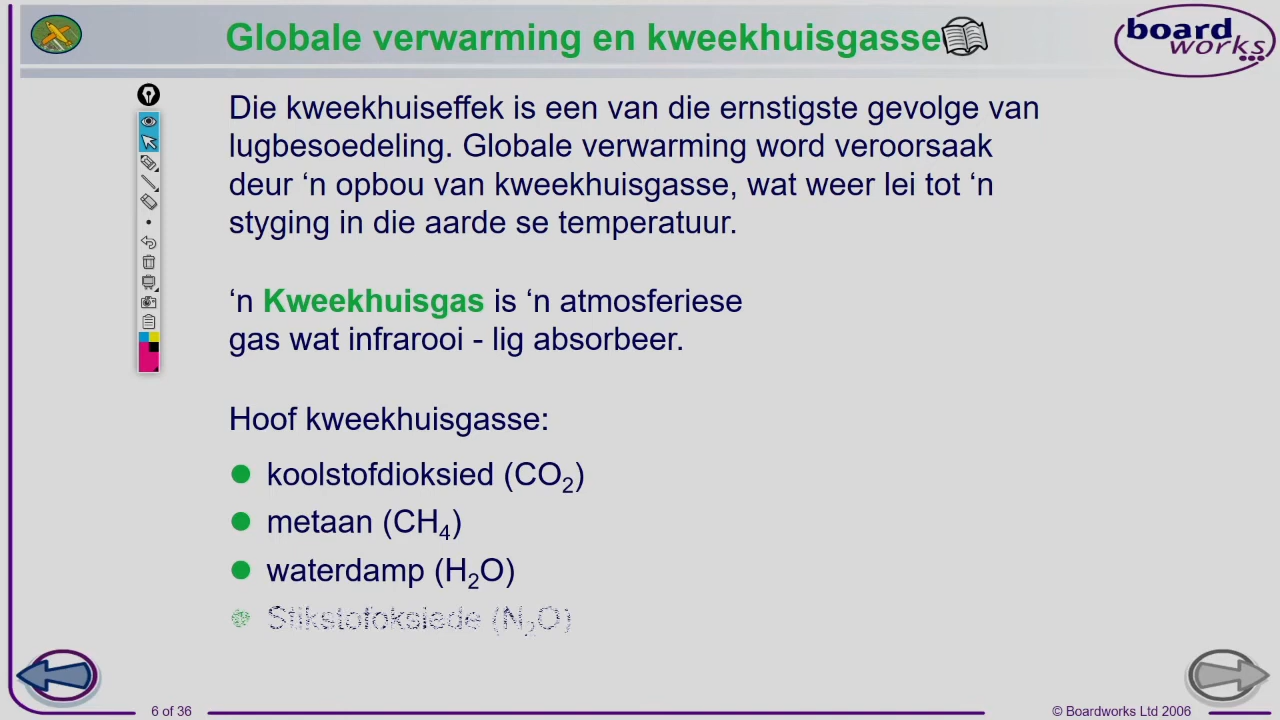 Globale verwarming en kweekhuisgasse
board
works
Die kweekhuiseffek is een van die ernstigste gevolge van
lugbesoedeling. Globale verwarming word veroorsaak
deur ‘n opbou van kweekhuisgasse, wat weer lei tot ‘n
styging in die aarde se temperatuur.
‘n Kweekhuisgas is ‘n atmosferiese
gas wat infrarooi - lig absorbeer.
Hoof kweekhuisgasse:
koolstofdioksied (CO₂)
metaan (CH₄)
waterdamp (H₂O)
Stikstofoksiede (N₂O)
6 of 36
© Boardworks Ltd 2006